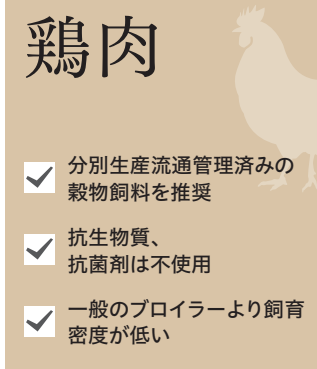 鶏肉
分別生産流通管理済みの
穀物飼料を推奨
抗生物質、
抗菌剤は不使用
一般のブロイラーより飼育
密度が低い